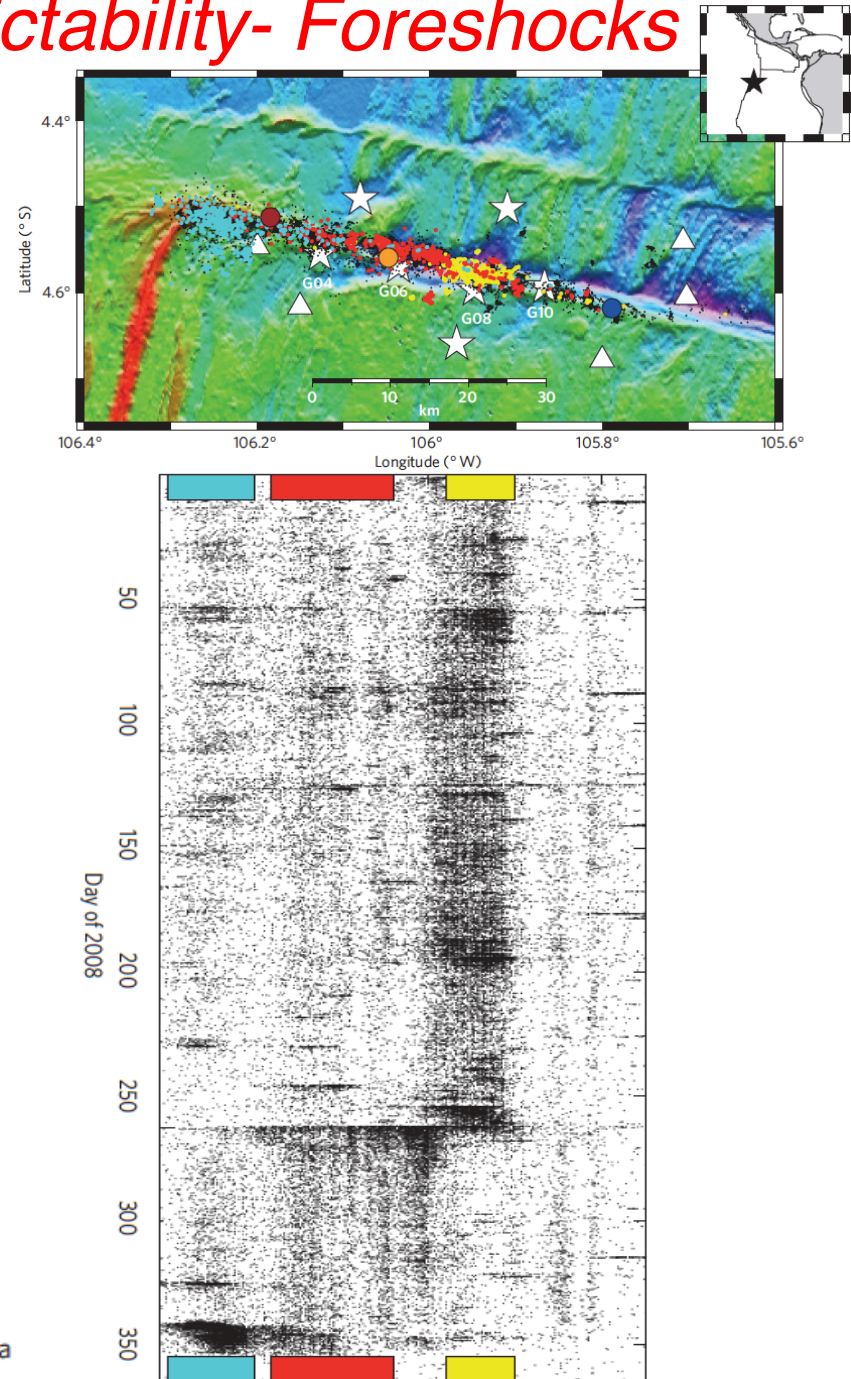 ctability- Foreshocks
Latitude (° S)
4.4°
4.6°
G04
G06
G08
G10
0 10 20 30
km
106.4° 106.2° 106° 105.8° 105.6°
Longitude (° W)
Day of 2008
50
100
150
200
250
300
350
a